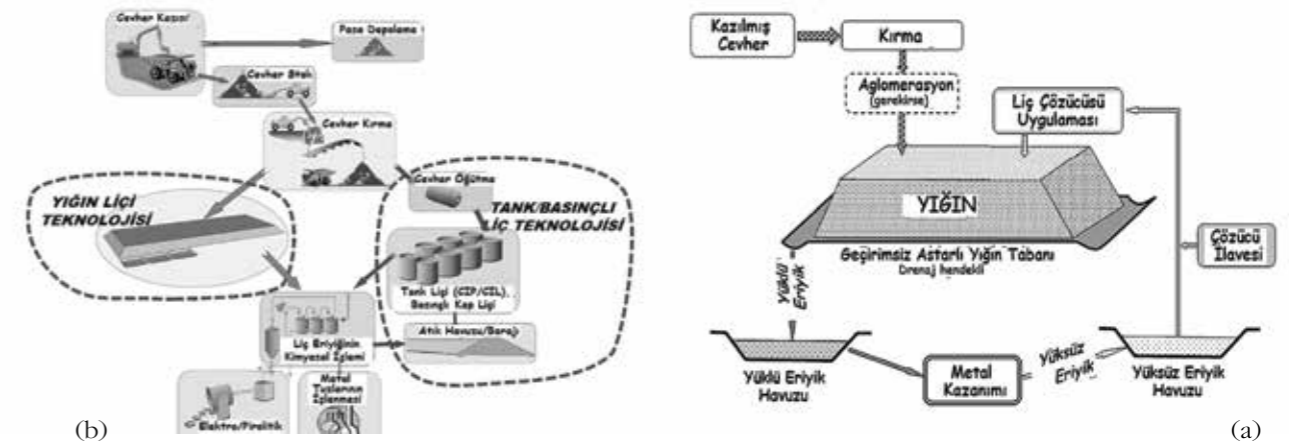 Cevher Kazısı
Pasa Depolama
Cevher Stok
Cevher Kırma
Cevher Öğütme
YIĞIN LİÇİ
TEKNOLOJİSİ
TANK/BASINÇLI
LİÇ TEKNOLOJİSİ
Tank Liçi (CIP/CIL),
Basınçlı Kap Liçi
Atık Havuzu/Barajı
Liç Eriyiğinin
Kimyasal İşlemi
Metal
Tuzlarının
İşlenmesi
Elektro/Pirolitik
(b)
Kazılmış
Cevher
Kırma
Aglomerasyon
(gerekirse)
Liç Çözücüsü
Uygulaması
YIĞIN
Geçirimsiz Astarlı Yığın Tabanı
Drenaj hendekli
Çözücü
İlavesi
Yüklü
Eriyik
Yüklü Eriyik
Havuzu
Metal
Kazanımı
Yüksüz
Eriyik
Yüksüz Eriyik
Havuzu
(a)